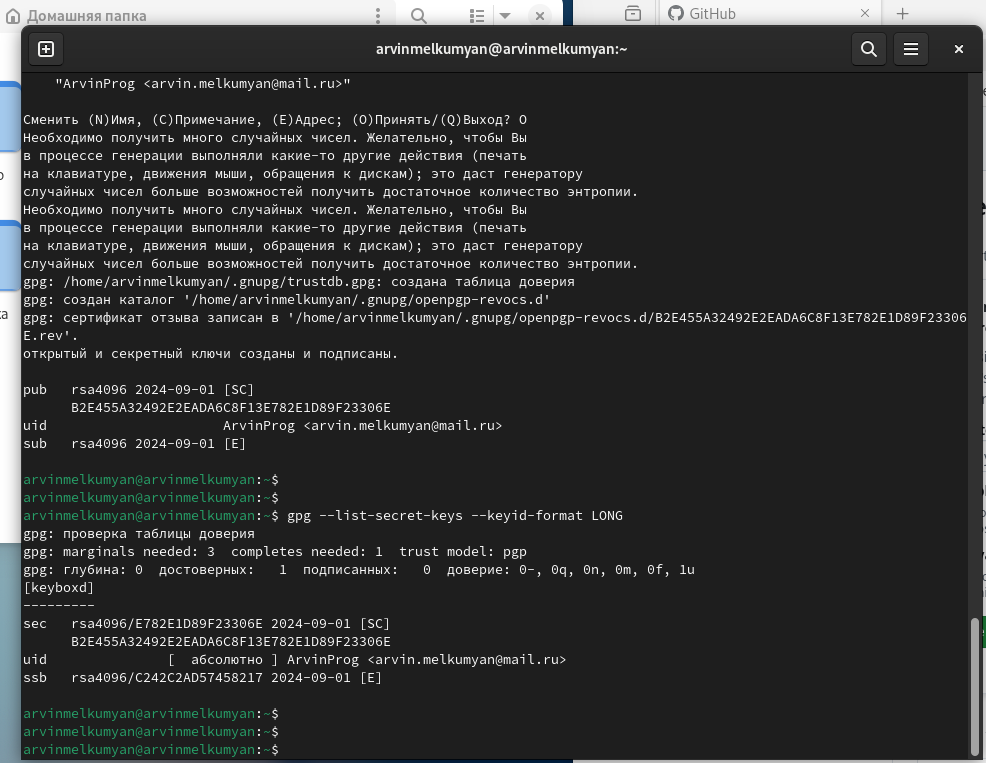 Домашняя папка
GitHub
arvinmelkumyan@arvinmelkumyan:~
"ArvinProg <arvin.melkumyan@mail.ru>"
Сменить (N)Имя, (C)Примечание, (E)Адрес; (O)Принять/(Q)Выход? O
Необходимо получить много случайных чисел. Желательно, чтобы Вы
в процессе генерации выполняли какие-то другие действия (печать
на клавиатуре, движения мыши, обращения к дискам); это даст генератору
случайных чисел больше возможностей получить достаточное количество энтропии.
Необходимо получить много случайных чисел. Желательно, чтобы Вы
в процессе генерации выполняли какие-то другие действия (печать
на клавиатуре, движения мыши, обращения к дискам); это даст генератору
случайных чисел больше возможностей получить достаточное количество энтропии.
gpg: /home/arvinmelkumyan/.gnupg/trustdb.gpg: создана таблица доверия
gpg: создан каталог '/home/arvinmelkumyan/.gnupg/openpgp-revocs.d'
gpg: сертификат отзыва записан в '/home/arvinmelkumyan/.gnupg/openpgp-revocs.d/B2E455A32492E2EADA6C8F13E782E1D89F23306
E.rev'.
открытый и секретный ключи созданы и подписаны.
pub   rsa4096 2024-09-01 [SC]
      B2E455A32492E2EADA6C8F13E782E1D89F23306E
uid                      ArvinProg <arvin.melkumyan@mail.ru>
sub   rsa4096 2024-09-01 [E]
arvinmelkumyan@arvinmelkumyan:~$
arvinmelkumyan@arvinmelkumyan:~$
arvinmelkumyan@arvinmelkumyan:~$ gpg --list-secret-keys --keyid-format LONG
gpg: проверка таблицы доверия
gpg: marginals needed: 3  completes needed: 1  trust model: pgp
gpg: глубина: 0  достоверных:   1  подписанных:   0  доверие: 0-, 0q, 0n, 0m, 0f, 1u
[keyboxd]
---------
sec   rsa4096/E782E1D89F23306E 2024-09-01 [SC]
      B2E455A32492E2EADA6C8F13E782E1D89F23306E
uid               [  абсолютно ] ArvinProg <arvin.melkumyan@mail.ru>
ssb   rsa4096/C242C2AD57458217 2024-09-01 [E]
arvinmelkumyan@arvinmelkumyan:~$
arvinmelkumyan@arvinmelkumyan:~$
arvinmelkumyan@arvinmelkumyan:~$